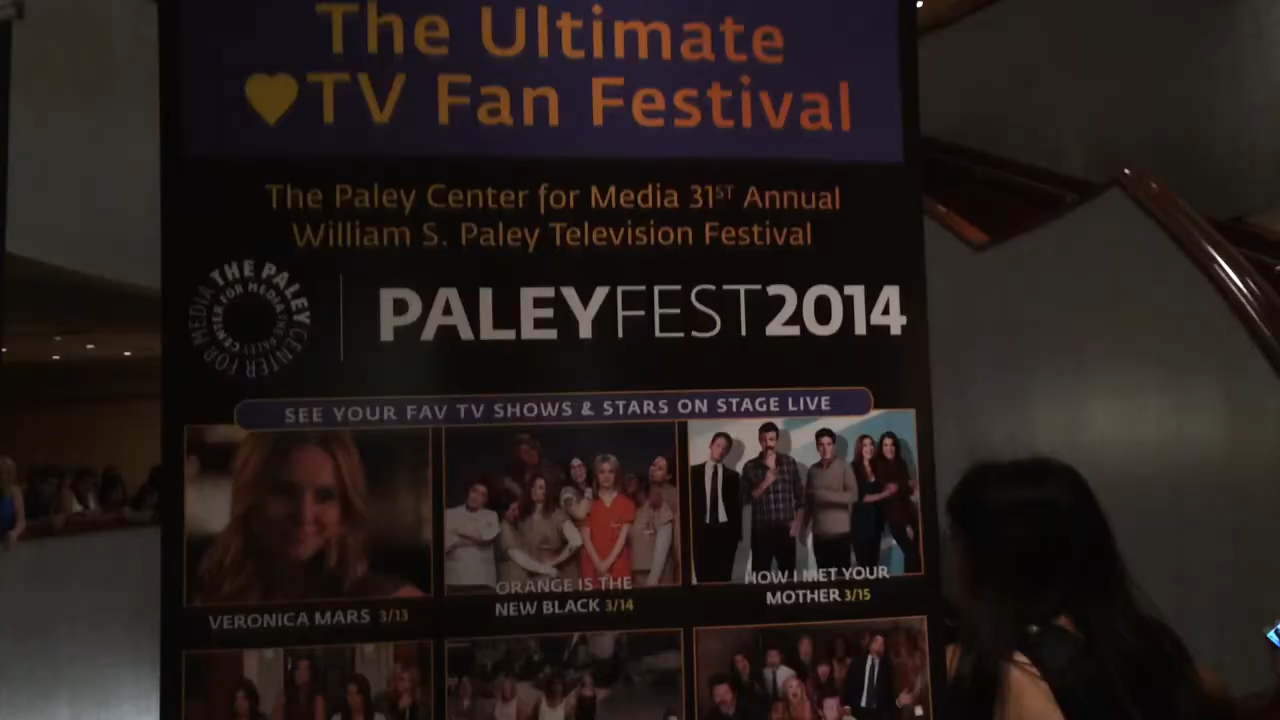 The Ultimate
♥TV Fan Festival
The Paley Center for Media 31ST Annual
William S. Paley Television Festival
THE PALEY CENTER FOR MEDIA
PALEYFEST2014
SEE YOUR FAV TV SHOWS & STARS ON STAGE LIVE
VERONICA MARS 3/13
ORANGE IS THE
NEW BLACK 3/14
HOW I MET YOUR
MOTHER 3/15